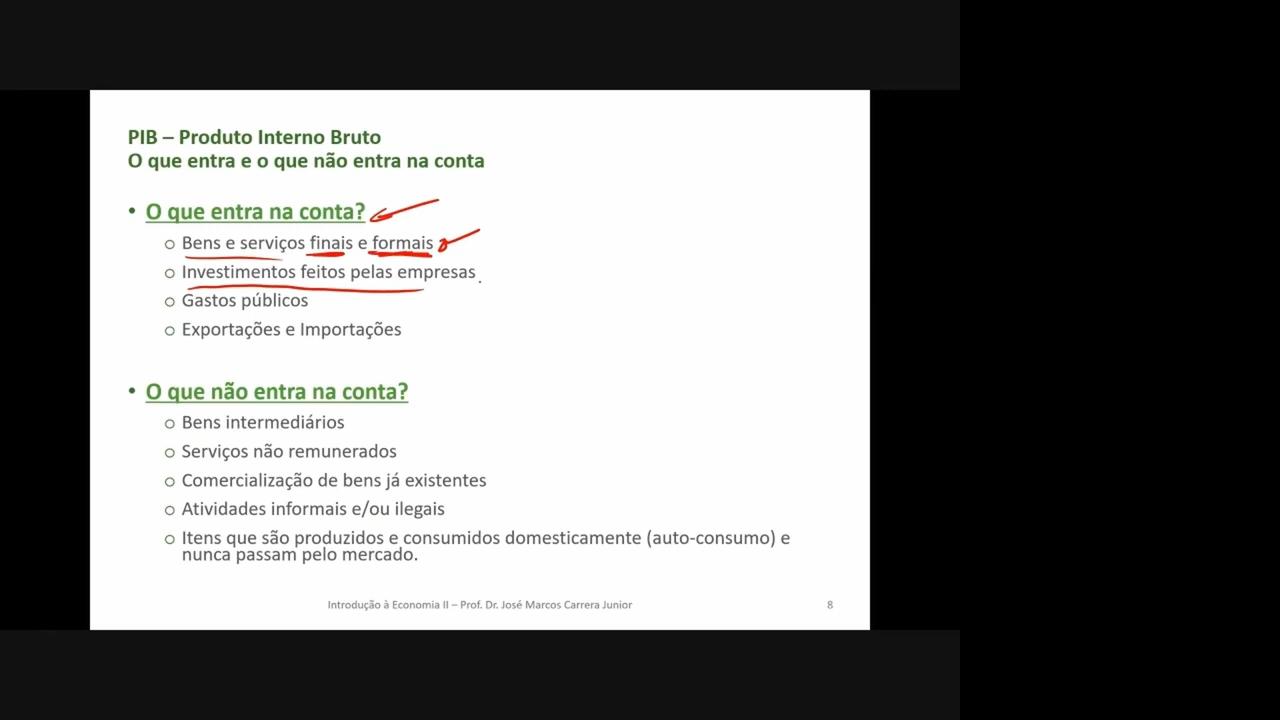 PIB – Produto Interno Bruto
O que entra e o que não entra na conta
• O que entra na conta?
o Bens e serviços finais e formais
o Investimentos feitos pelas empresas
o Gastos públicos
o Exportações e Importações
• O que não entra na conta?
o Bens intermediários
o Serviços não remunerados
o Comercialização de bens já existentes
o Atividades informais e/ou ilegais
o Itens que são produzidos e consumidos domesticamente (auto-consumo) e
nunca passam pelo mercado.
Introdução à Economia II – Prof. Dr. José Marcos Carrera Junior 8